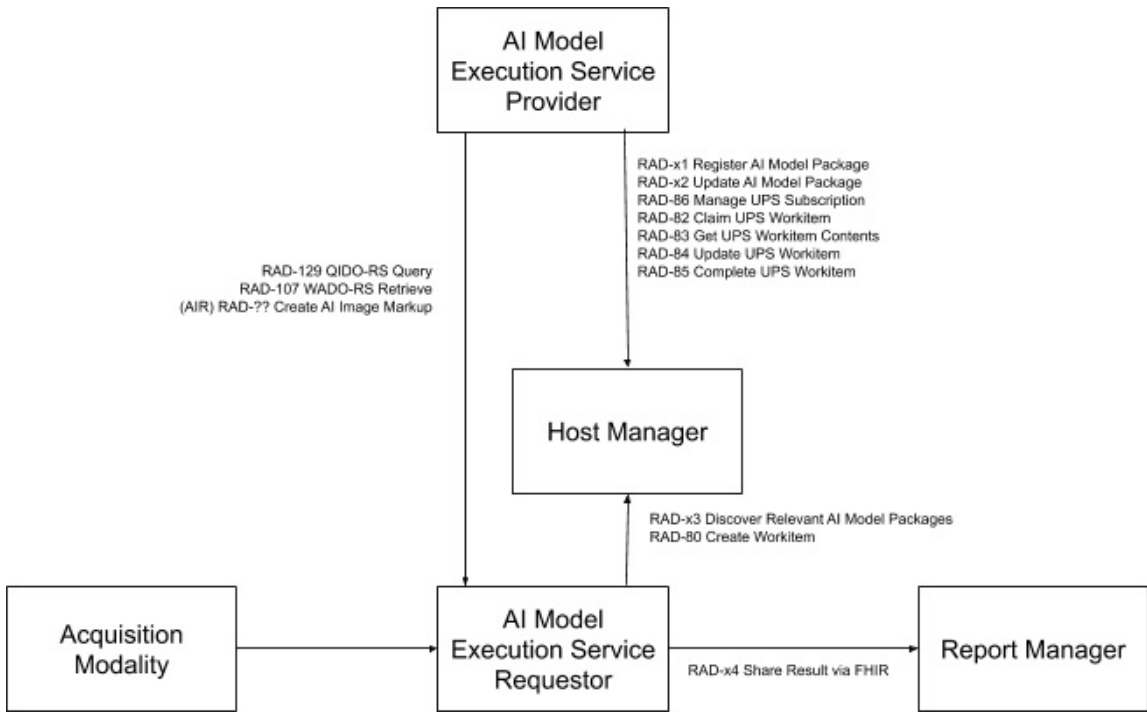 AI Model
Execution Service
Provider
RAD-x1 Register AI Model Package
RAD-x2 Update AI Model Package
RAD-86 Manage UPS Subscription
RAD-82 Claim UPS Workitem
RAD-83 Get UPS Workitem Contents
RAD-84 Update UPS Workitem
RAD-85 Complete UPS Workitem
RAD-129 QIDO-RS Query
RAD-107 WADO-RS Retrieve
(AIR) RAD-?? Create AI Image Markup
Host Manager
RAD-x3 Discover Relevant AI Model Packages
RAD-80 Create Workitem
Acquisition
Modality
AI Model
Execution Service
Requestor
RAD-x4 Share Result via FHIR
Report Manager